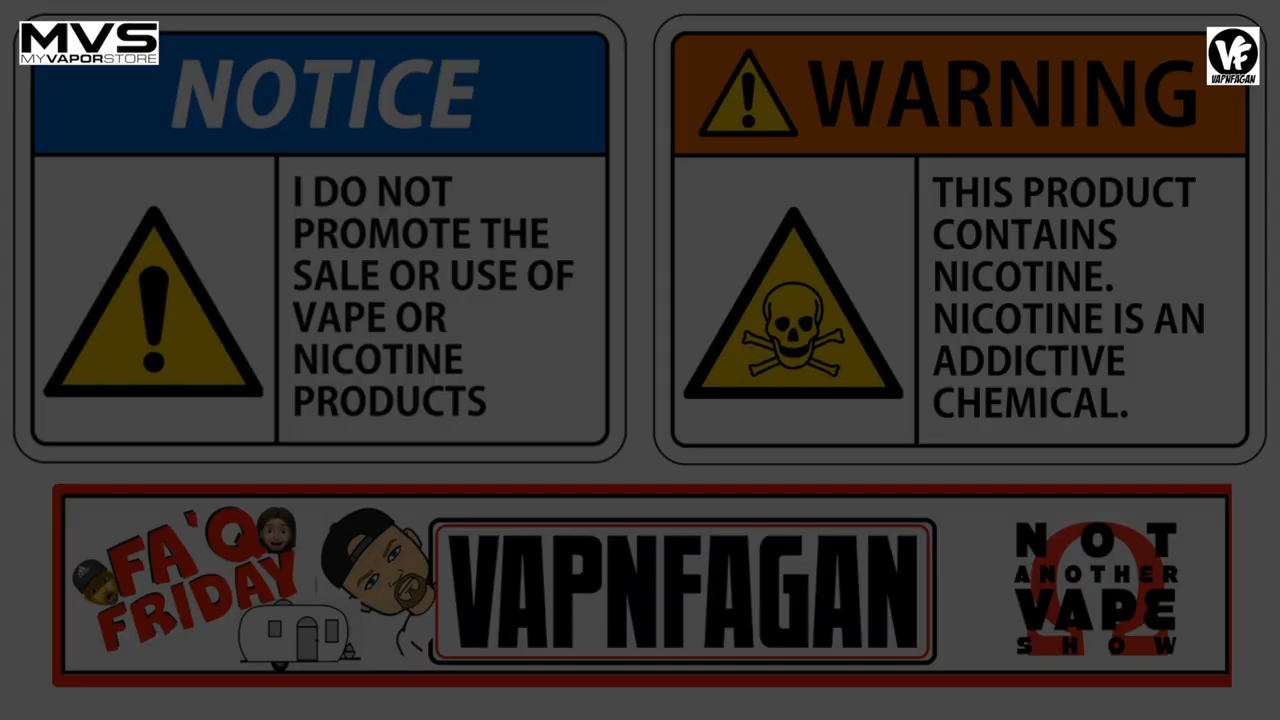 MVS
MYVAPORSTORE
NOTICE
I DO NOT
PROMOTE THE
SALE OR USE OF
VAPE OR
NICOTINE
PRODUCTS
VF
VAPNFAGAN
WARNING
THIS PRODUCT
CONTAINS
NICOTINE.
NICOTINE IS AN
ADDICTIVE
CHEMICAL.
FA'Q
FRIDAY
VAPNFAGAN
NOT
ANOTHER
VAPE
SHOW